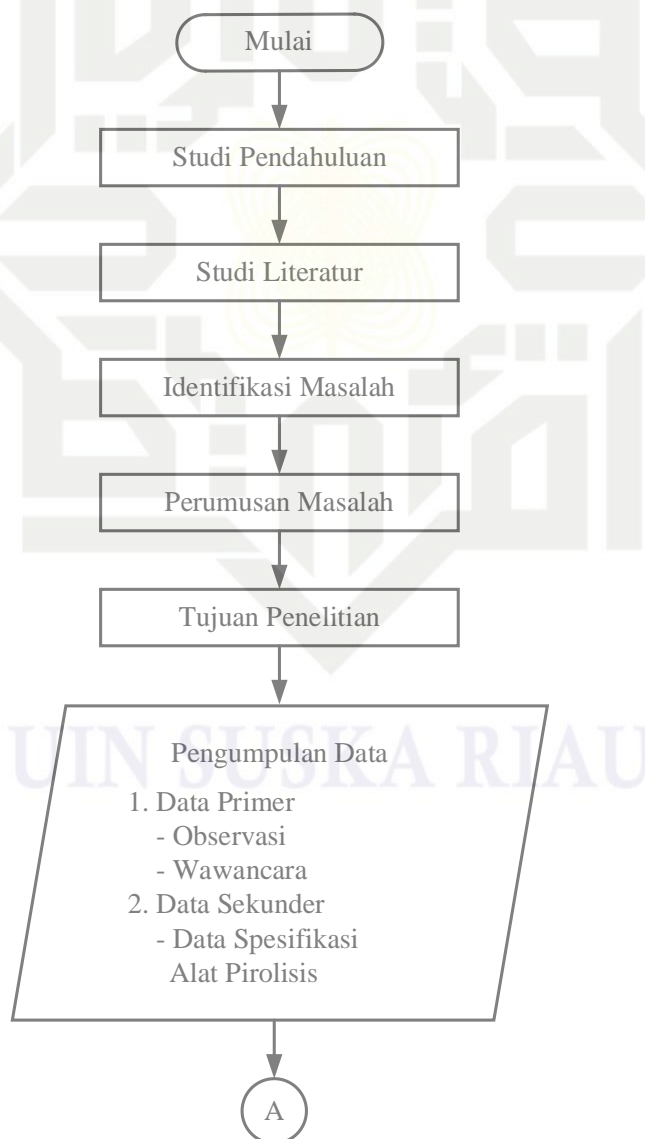 Mulai
Studi Pendahuluan
Studi Literatur
Identifikasi Masalah
Perumusan Masalah
Tujuan Penelitian
UIN SUSKA RIAU
Pengumpulan Data
1. Data Primer
- Observasi
- Wawancara
2. Data Sekunder
- Data Spesifikasi
Alat Pirolisis
A